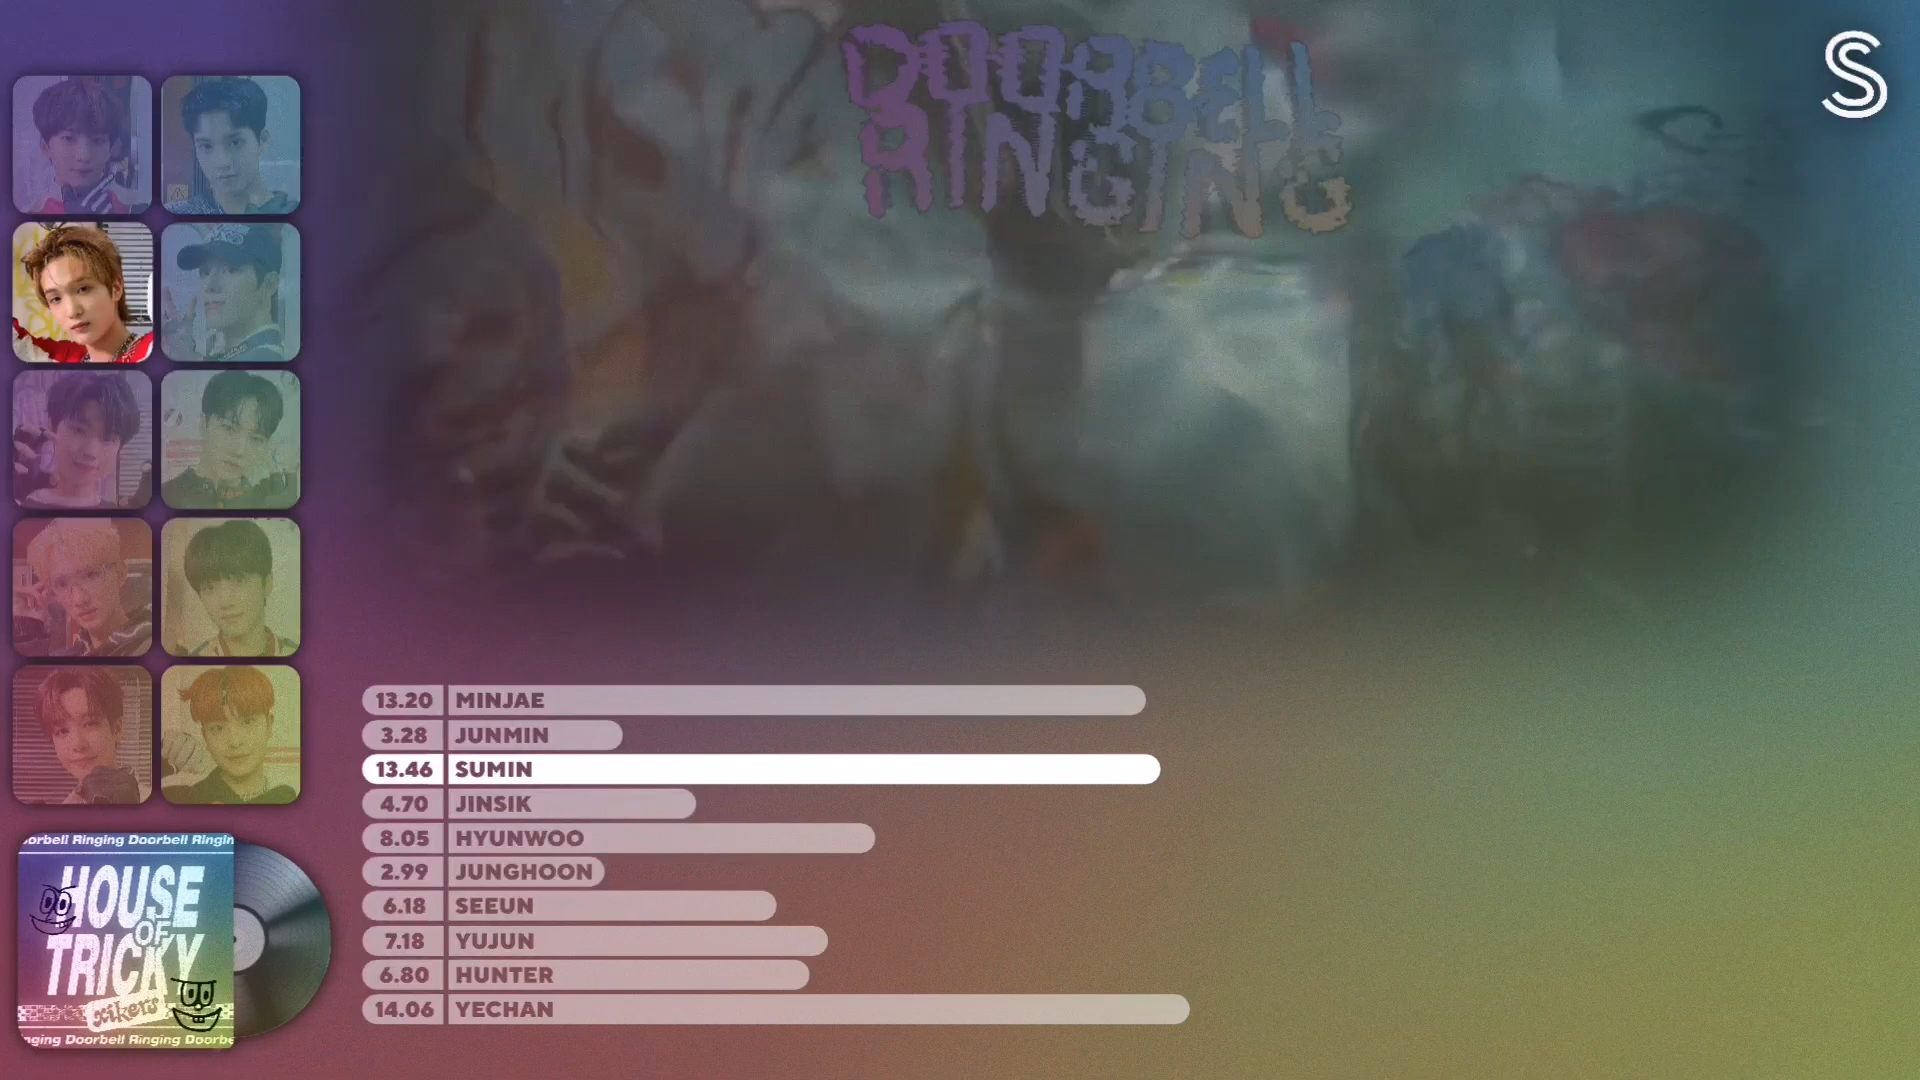 DOORBELL
RINGING
S
13.20 MINJAE
3.28 JUNMIN
13.46 SUMIN
4.70 JINSIK
8.05 HYUNWOO
2.99 JUNGHOON
6.18 SEEUN
7.18 YUJUN
6.80 HUNTER
14.06 YECHAN
orbell Ringing Doorbell Ringin
HOUSE
OF
TRICKY
xikers
ging Doorbell Ringing Doorbe